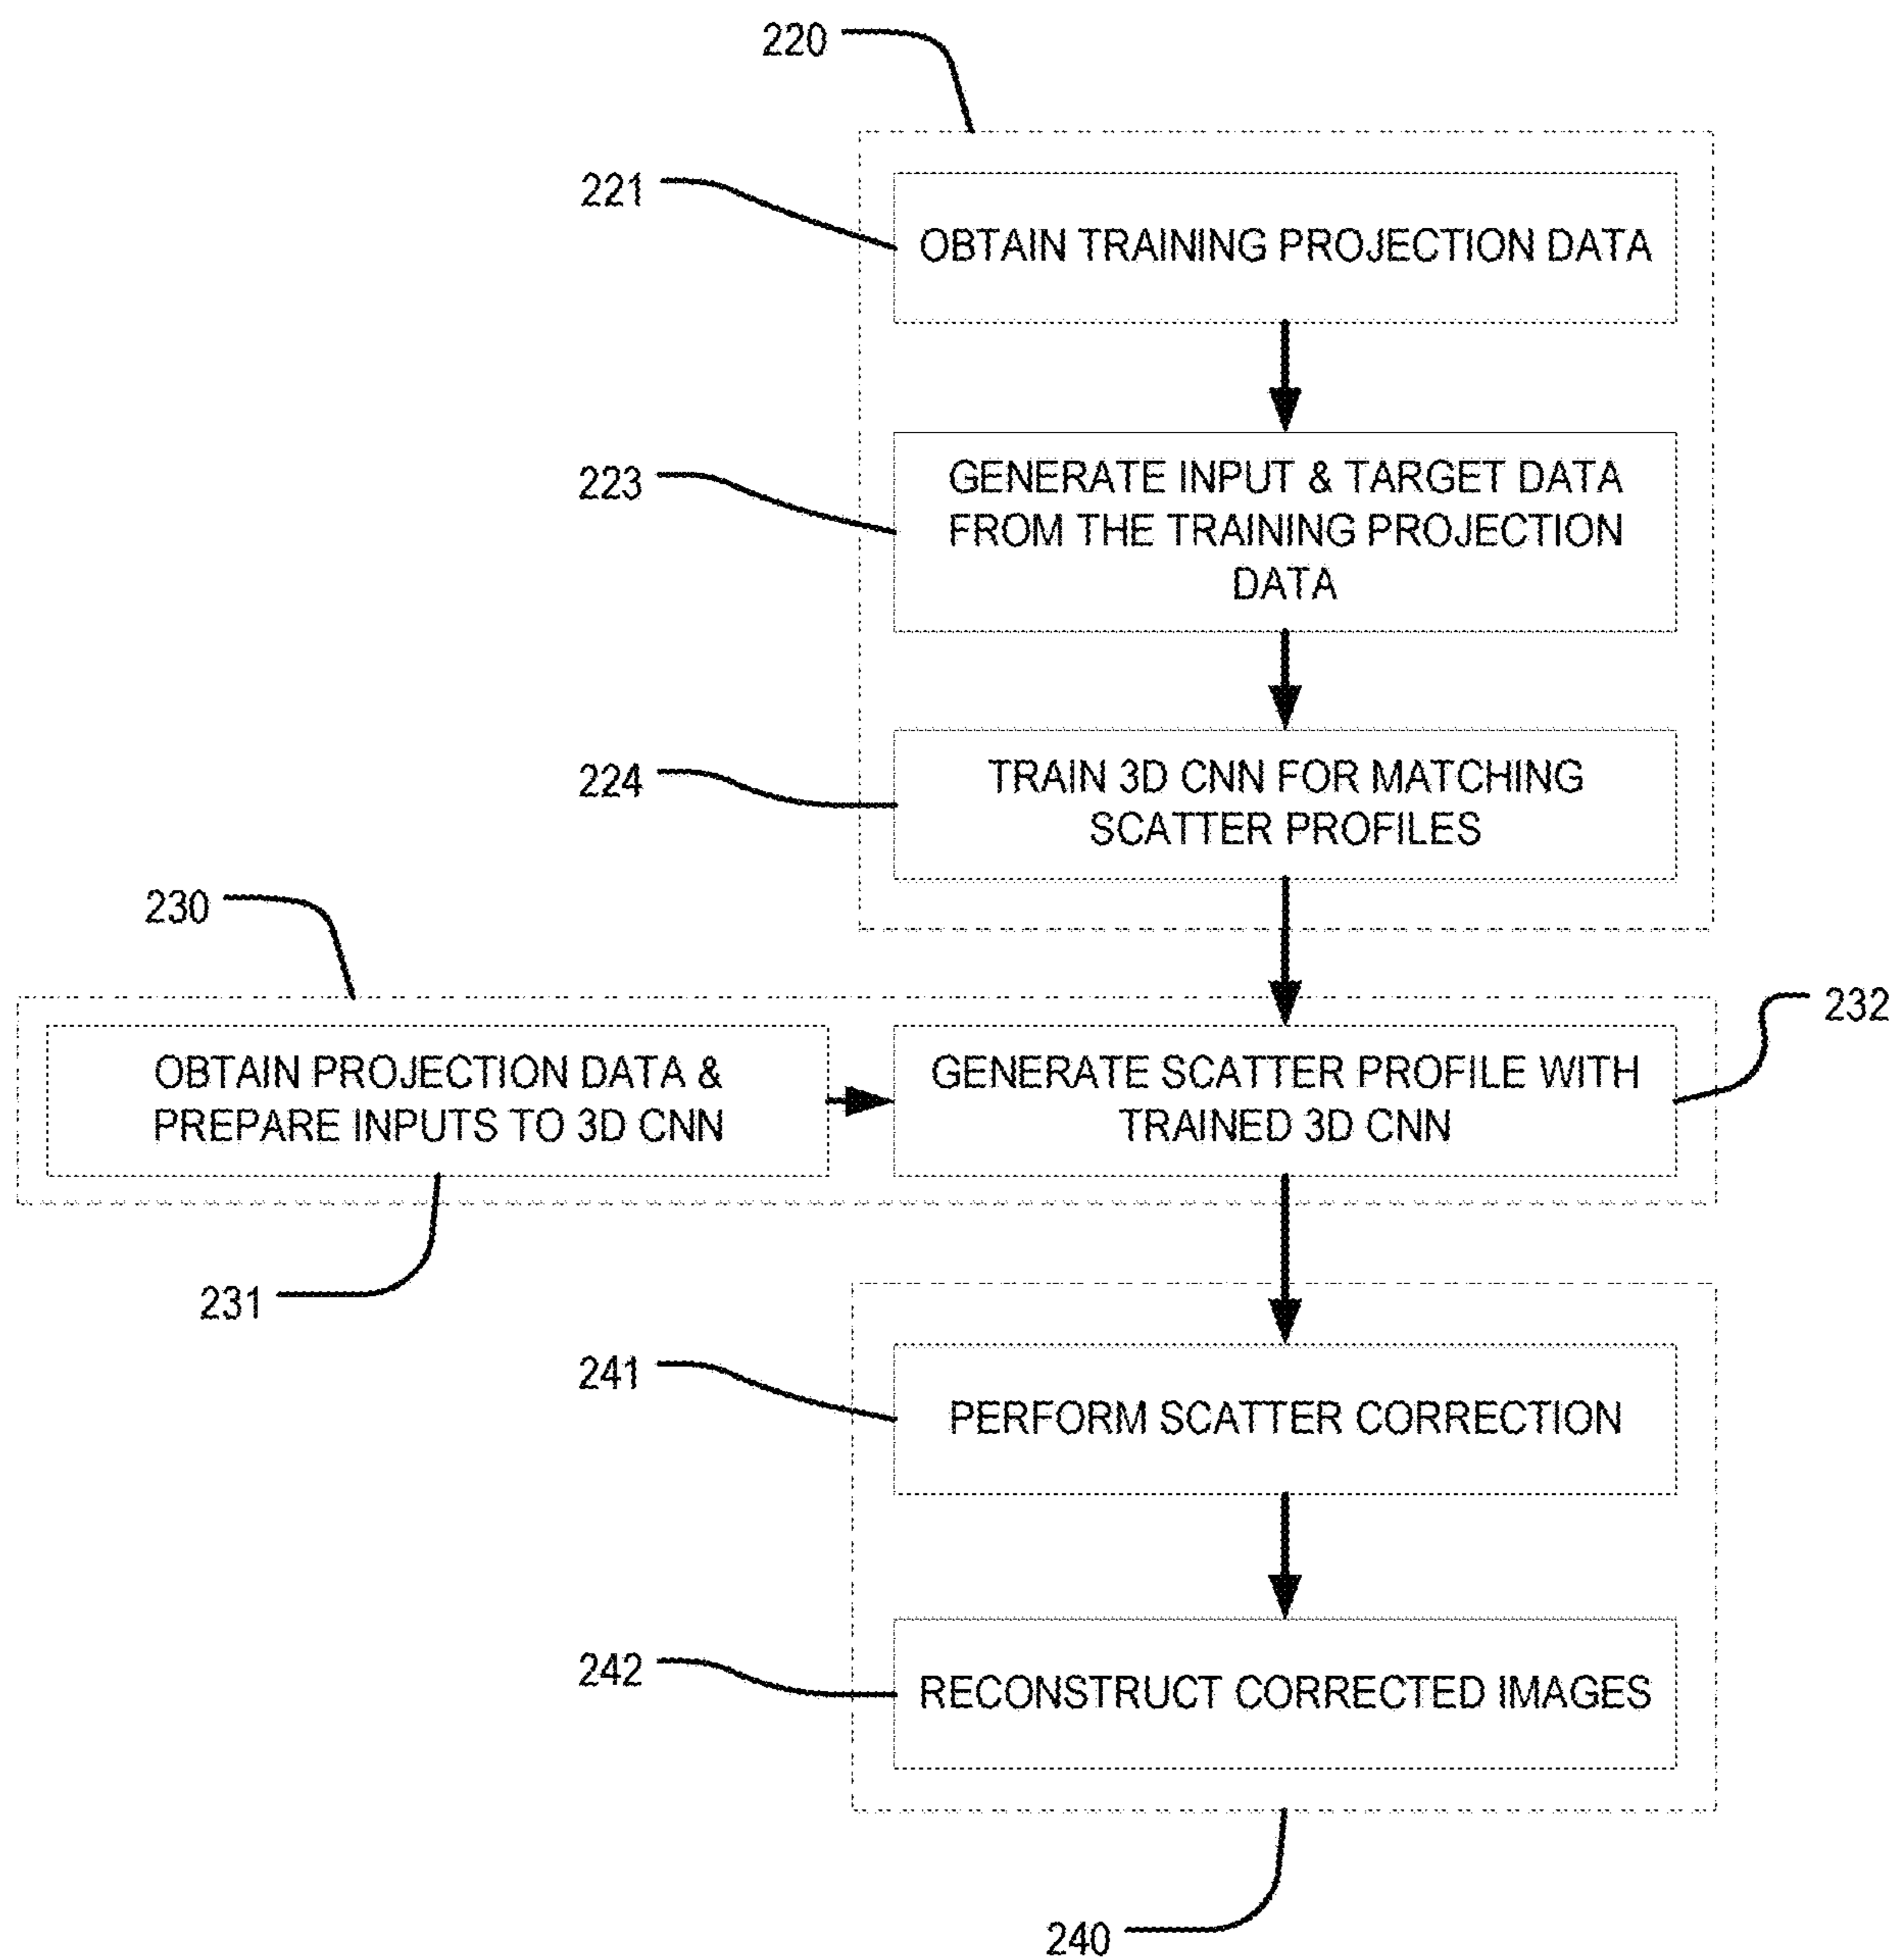 220
221
OBTAIN TRAINING PROJECTION DATA
223
GENERATE INPUT & TARGET DATA
FROM THE TRAINING PROJECTION
DATA
224
TRAIN 3D CNN FOR MATCHING
SCATTER PROFILES
230
232
OBTAIN PROJECTION DATA &
PREPARE INPUTS TO 3D CNN
GENERATE SCATTER PROFILE WITH
TRAINED 3D CNN
231
241
PERFORM SCATTER CORRECTION
242
RECONSTRUCT CORRECTED IMAGES
240